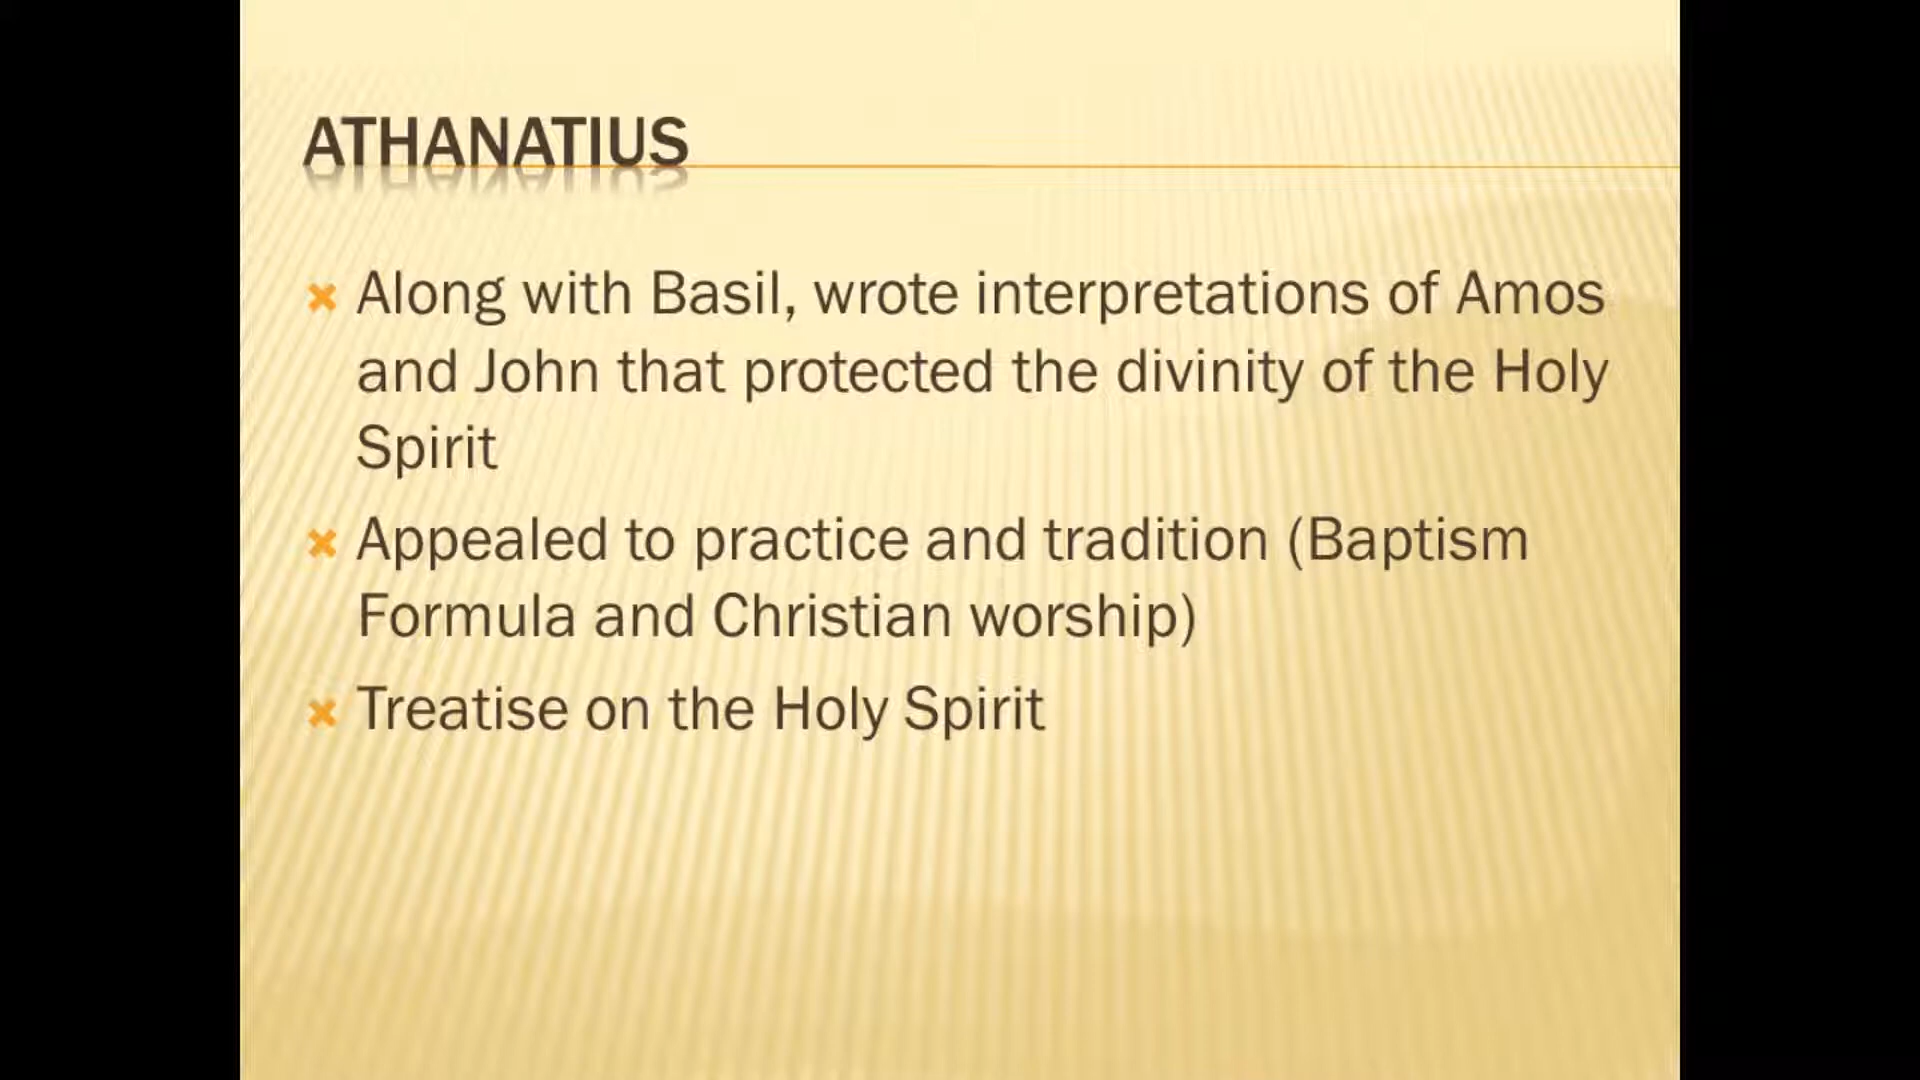 ATHANATIUS
Along with Basil, wrote interpretations of Amos
and John that protected the divinity of the Holy
Spirit
Appealed to practice and tradition (Baptism
Formula and Christian worship)
Treatise on the Holy Spirit